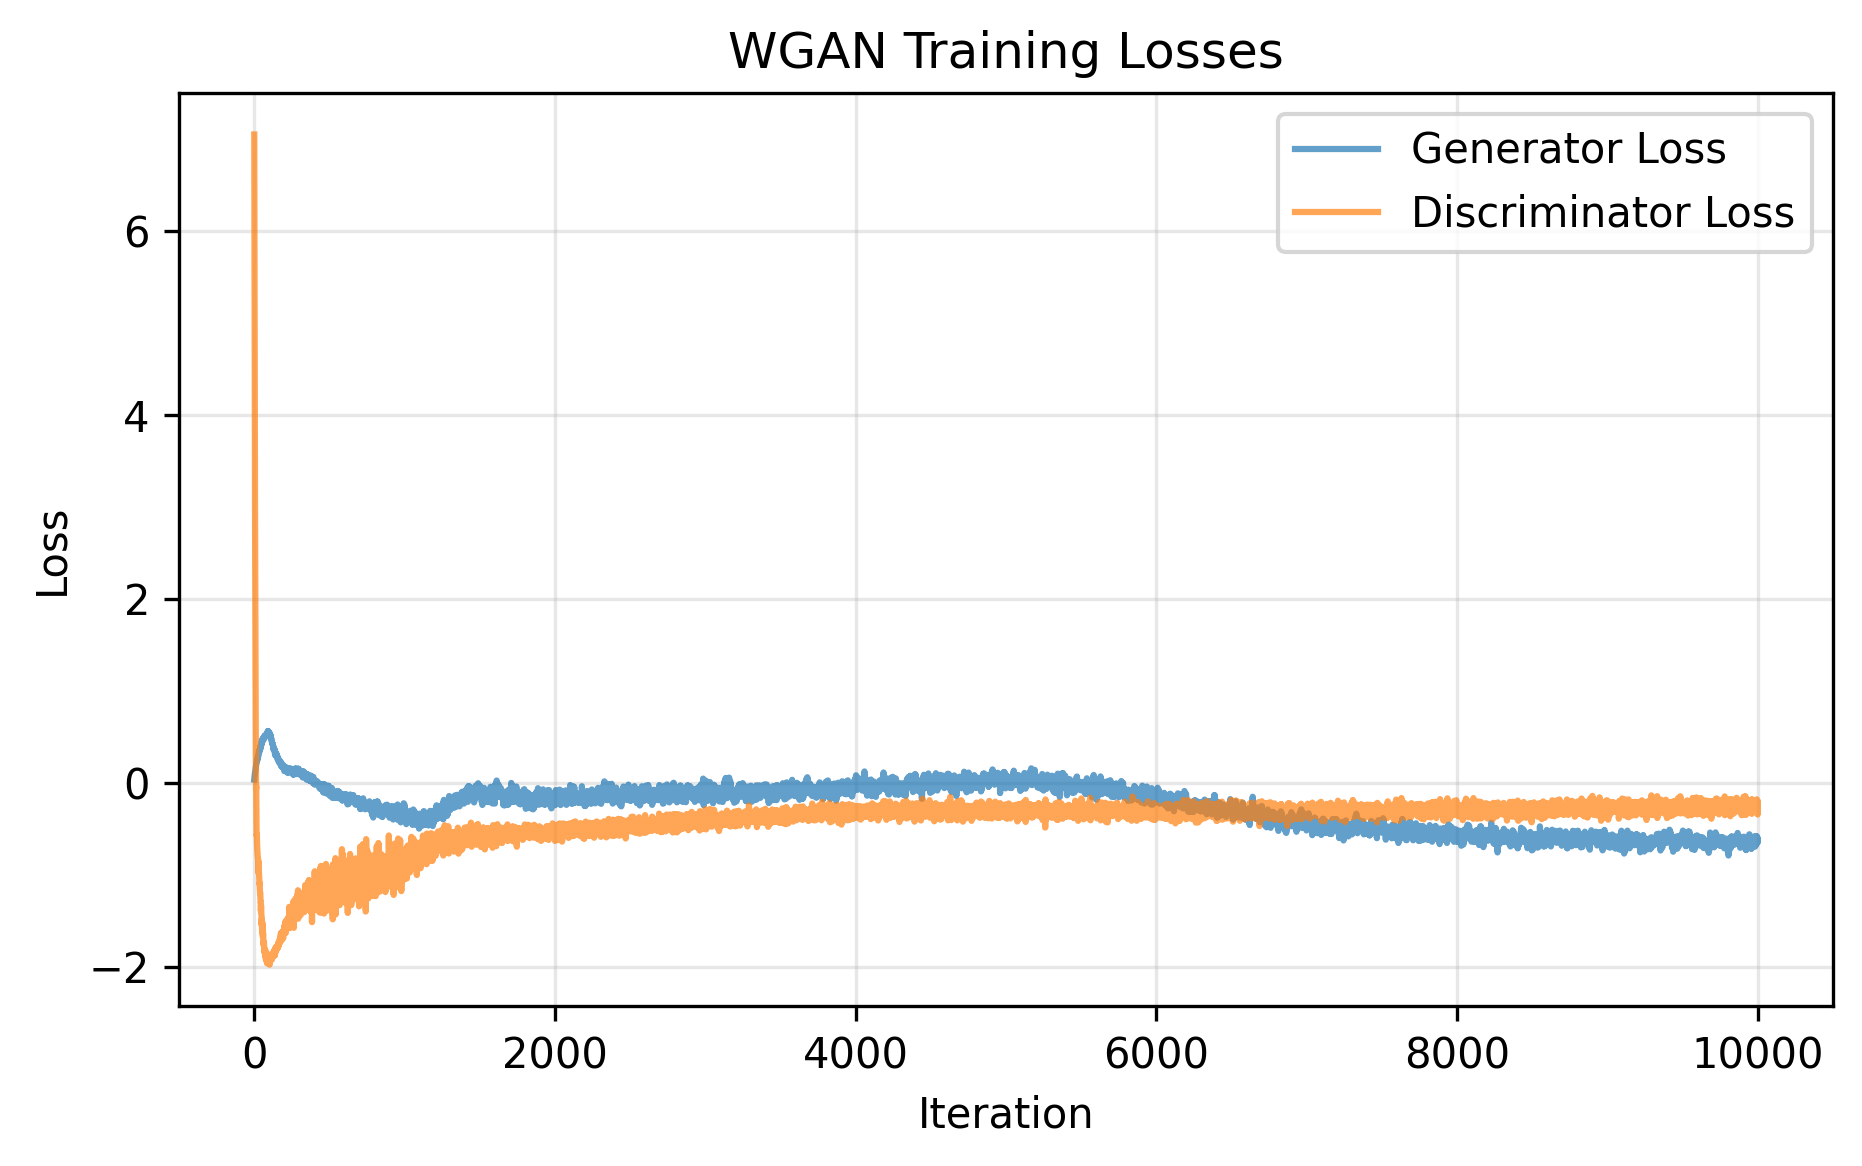 WGAN Training Losses
Generator Loss
Discriminator Loss
6
4
2
0
−2
Loss
0 2000 4000 6000 8000 10000
Iteration